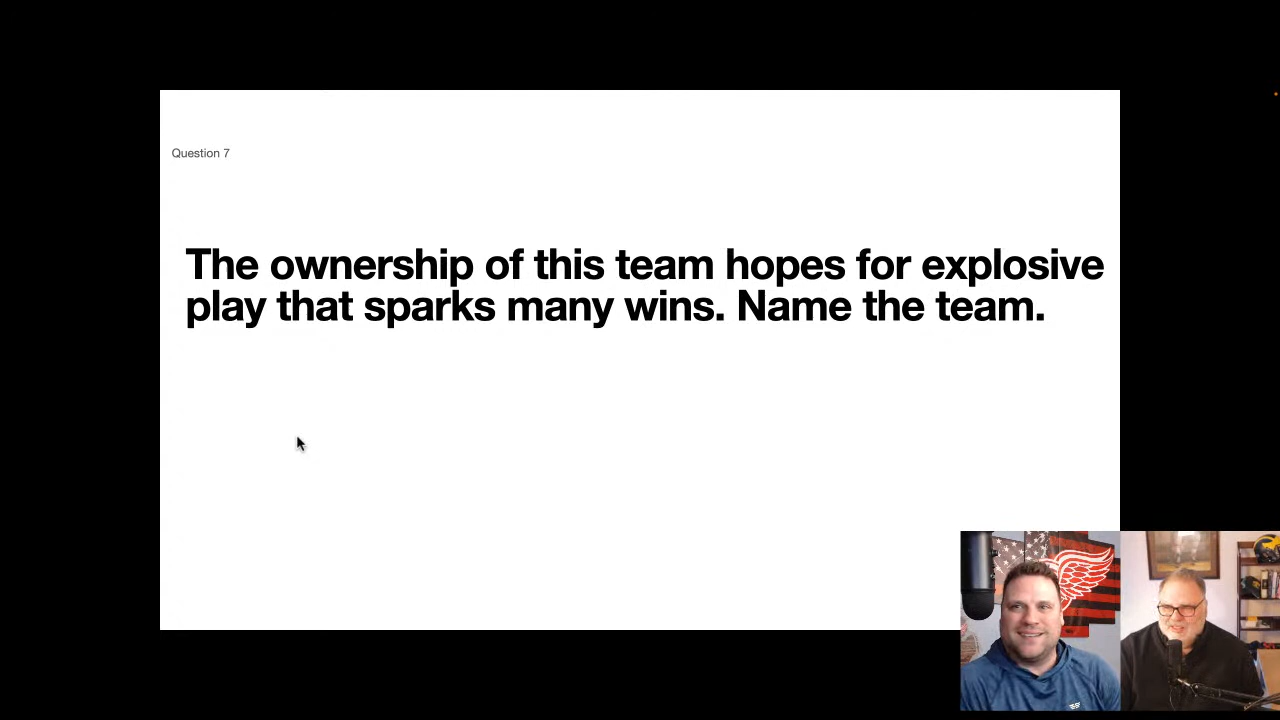 Question 7
The ownership of this team hopes for explosive
play that sparks many wins. Name the team.